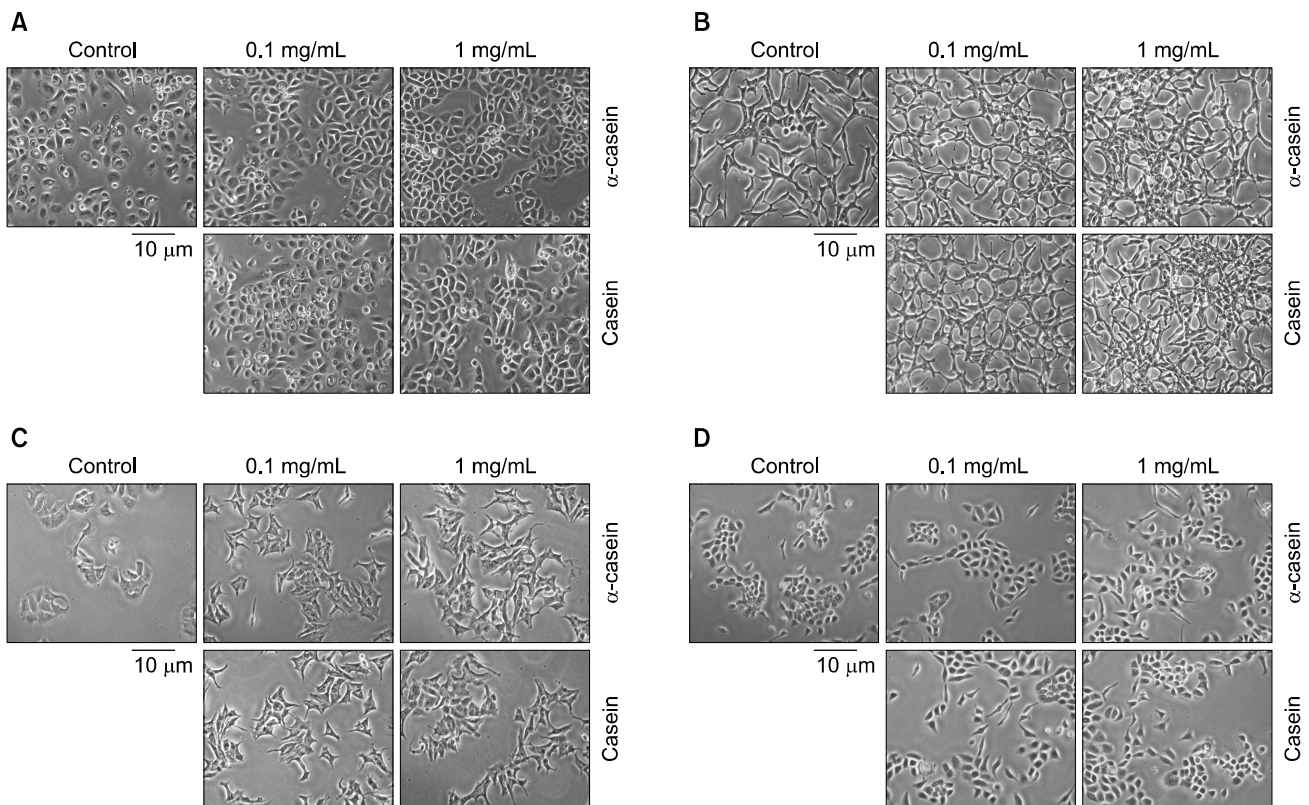 A
Control 0.1 mg/mL 1 mg/mL
α-casein
10 μm
Casein
B
Control 0.1 mg/mL 1 mg/mL
α-casein
10 μm
Casein
C
Control 0.1 mg/mL 1 mg/mL
α-casein
10 μm
Casein
D
Control 0.1 mg/mL 1 mg/mL
α-casein
10 μm
Casein